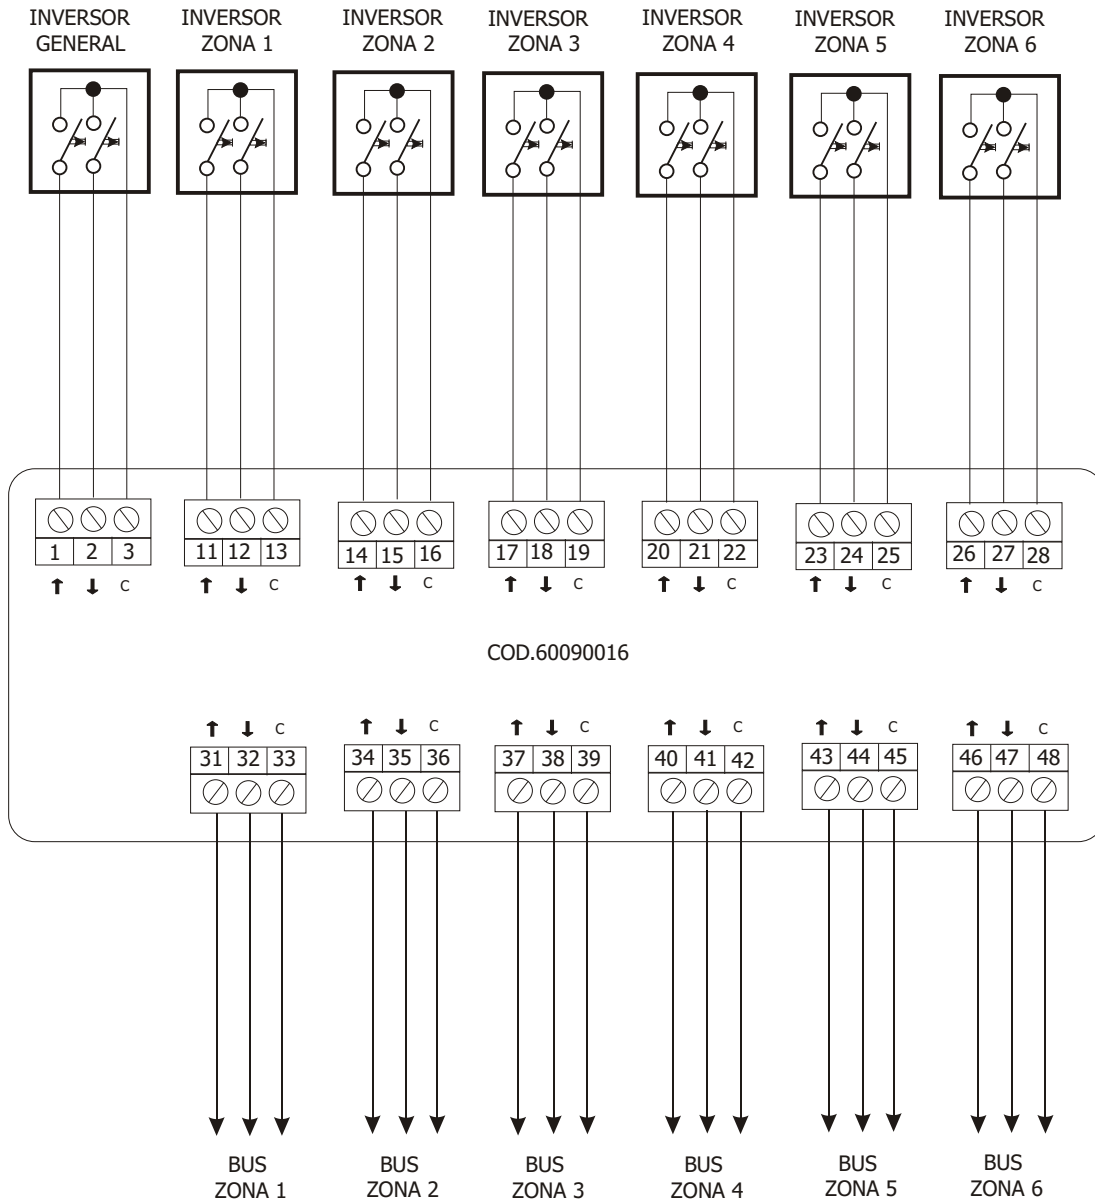 INVERSOR GENERAL
INVERSOR ZONA 1
INVERSOR ZONA 2
INVERSOR ZONA 3
INVERSOR ZONA 4
INVERSOR ZONA 5
INVERSOR ZONA 6
1 2 3
↑ ↓ C
11 12 13
↑ ↓ C
14 15 16
↑ ↓ C
17 18 19
↑ ↓ C
20 21 22
↑ ↓ C
23 24 25
↑ ↓ C
26 27 28
↑ ↓ C
COD.60090016
↑ ↓ C
31 32 33
↑ ↓ C
34 35 36
↑ ↓ C
37 38 39
↑ ↓ C
40 41 42
↑ ↓ C
43 44 45
↑ ↓ C
46 47 48
BUS ZONA 1
BUS ZONA 2
BUS ZONA 3
BUS ZONA 4
BUS ZONA 5
BUS ZONA 6